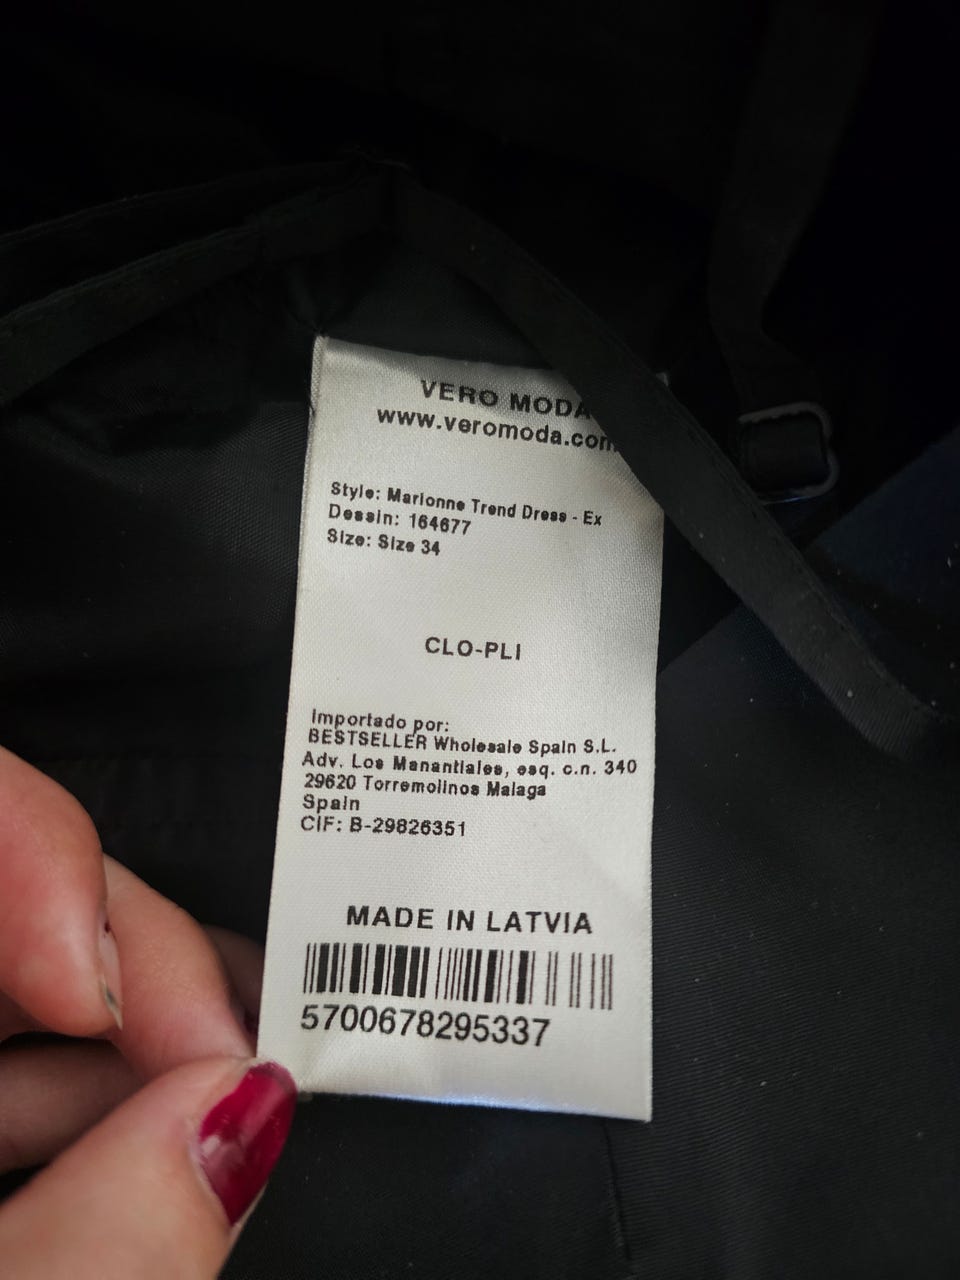 VERO MODA
www.veromoda.com
Style: Marionne Trend Dress - Ex
Dessin: 164677
Size: Size 34
CLO-PLI
Importado por:
BESTSELLER Wholesale Spain S.L.
Adv. Los Manantiales, esq. c.n. 340
29620 Torremolinos Malaga
Spain
CIF: B-29826351
MADE IN LATVIA
5700678295337